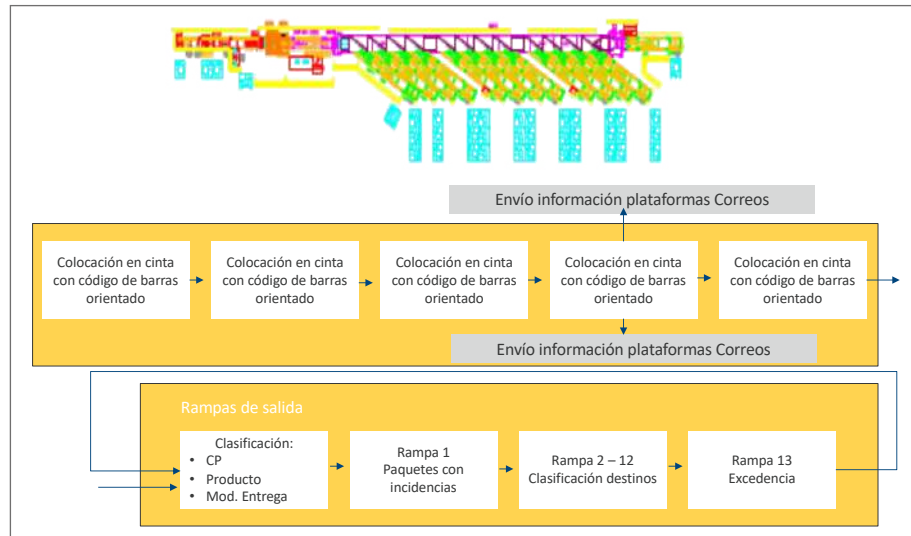 Envío información plataformas Correos
Colocación en cinta
con código de barras
orientado
Colocación en cinta
con código de barras
orientado
Colocación en cinta
con código de barras
orientado
Colocación en cinta
con código de barras
orientado
Colocación en cinta
con código de barras
orientado
Envío información plataformas Correos
Rampas de salida
Clasificación:
• CP
• Producto
• Mod. Entrega
Rampa 1
Paquetes con
incidencias
Rampa 2 – 12
Clasificación destinos
Rampa 13
Excedencia